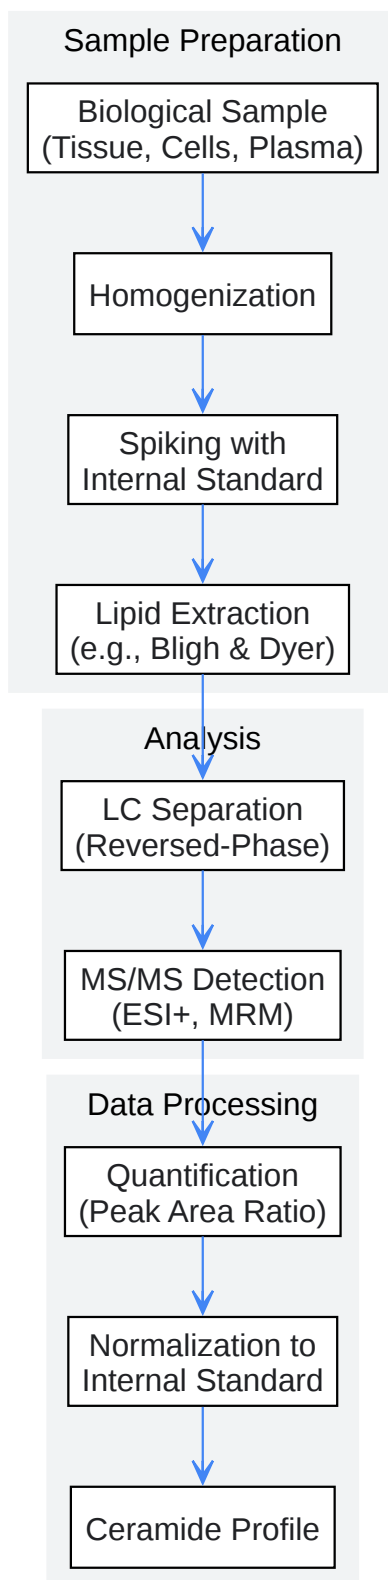 Sample Preparation
Biological Sample
(Tissue, Cells, Plasma)
Homogenization
Spiking with
Internal Standard
Lipid Extraction
(e.g., Bligh & Dyer)
Analysis
LC Separation
(Reversed-Phase)
MS/MS Detection
(ESI+, MRM)
Data Processing
Quantification
(Peak Area Ratio)
Normalization to
Internal Standard
Ceramide Profile